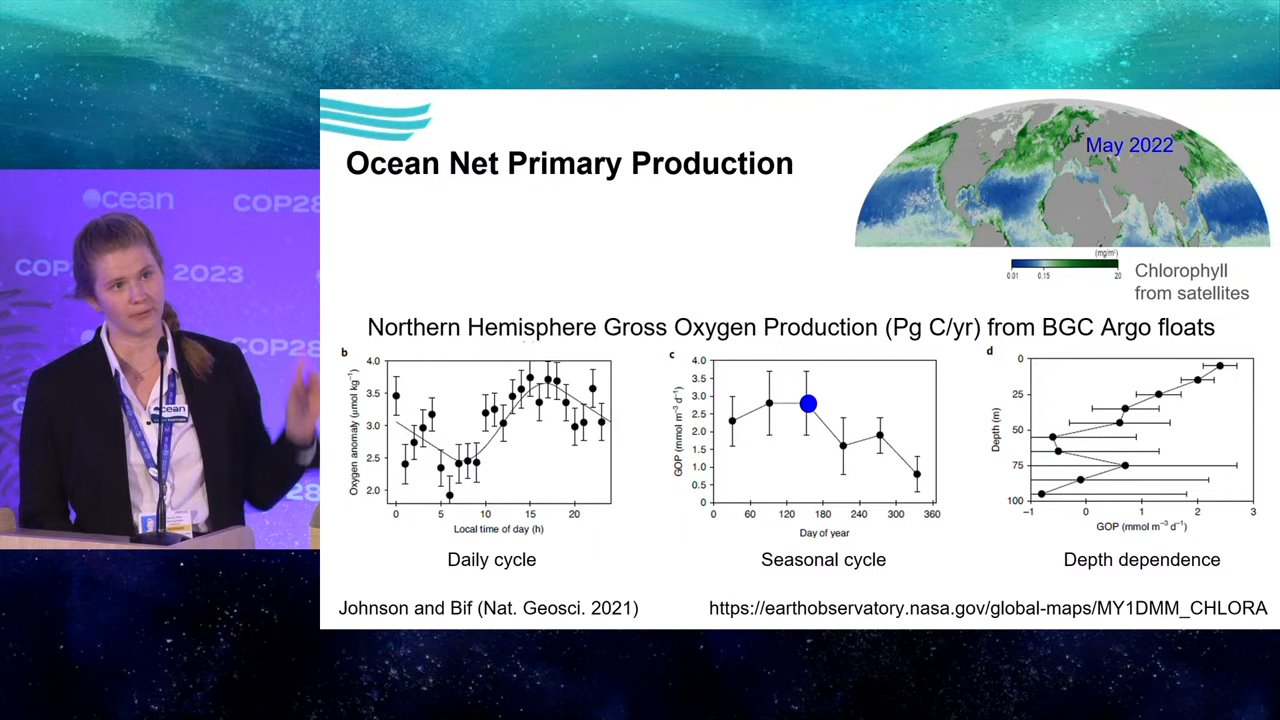 Ocean Net Primary Production
May 2022
(mg/m³)
0.01 0.15 20
Chlorophyll
from satellites
ocean
COP28
COP
2023
COP28
ocean
28
Northern Hemisphere Gross Oxygen Production (Pg C/yr) from BGC Argo floats
b
4.0
3.5
3.0
2.5
2.0
Oxygen anomaly (μmol kg⁻¹)
0 5 10 15 20
Local time of day (h)
Daily cycle
c
4.0
3.5
3.0
2.5
2.0
1.5
1.0
0.5
0
GOP (mmol m⁻³ d⁻¹)
0 60 120 180 240 300 360
Day of year
Seasonal cycle
d
0
25
50
75
100
Depth (m)
−1 0 1 2 3
GOP (mmol m⁻³ d⁻¹)
Depth dependence
Johnson and Bif (Nat. Geosci. 2021)
https://earthobservatory.nasa.gov/global-maps/MY1DMM_CHLORA